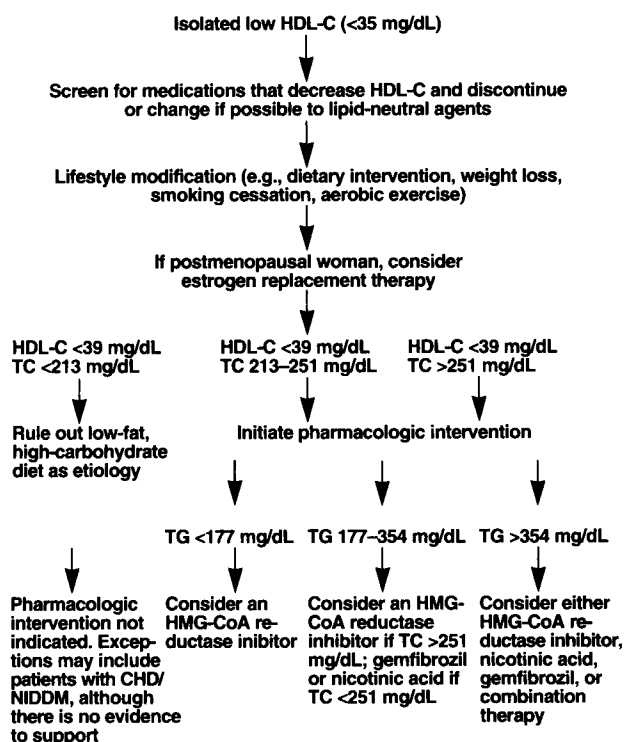 Isolated low HDL-C (<35 mg/dL)
Screen for medications that decrease HDL-C and discontinue
or change if possible to lipid-neutral agents
Lifestyle modification (e.g., dietary intervention, weight loss,
smoking cessation, aerobic exercise)
If postmenopausal woman, consider
estrogen replacement therapy
HDL-C <39 mg/dL
TC <213 mg/dL
HDL-C <39 mg/dL
TC 213–251 mg/dL
HDL-C <39 mg/dL
TC >251 mg/dL
Rule out low-fat,
high-carbohydrate
diet as etiology
Initiate pharmacologic intervention
TG <177 mg/dL
TG 177–354 mg/dL
TG >354 mg/dL
Pharmacologic
intervention not
indicated. Excep-
tions may include
patients with CHD/
NIDDM, although
there is no evidence
to support
Consider an
HMG-CoA re-
ductase inibitor
Consider an HMG-
CoA reductase
inhibitor if TC >251
mg/dL; gemfibrozil
or nicotinic acid if
TC <251 mg/dL
Consider either
HMG-CoA re-
ductase inhibitor,
nicotinic acid,
gemfibrozil, or
combination
therapy